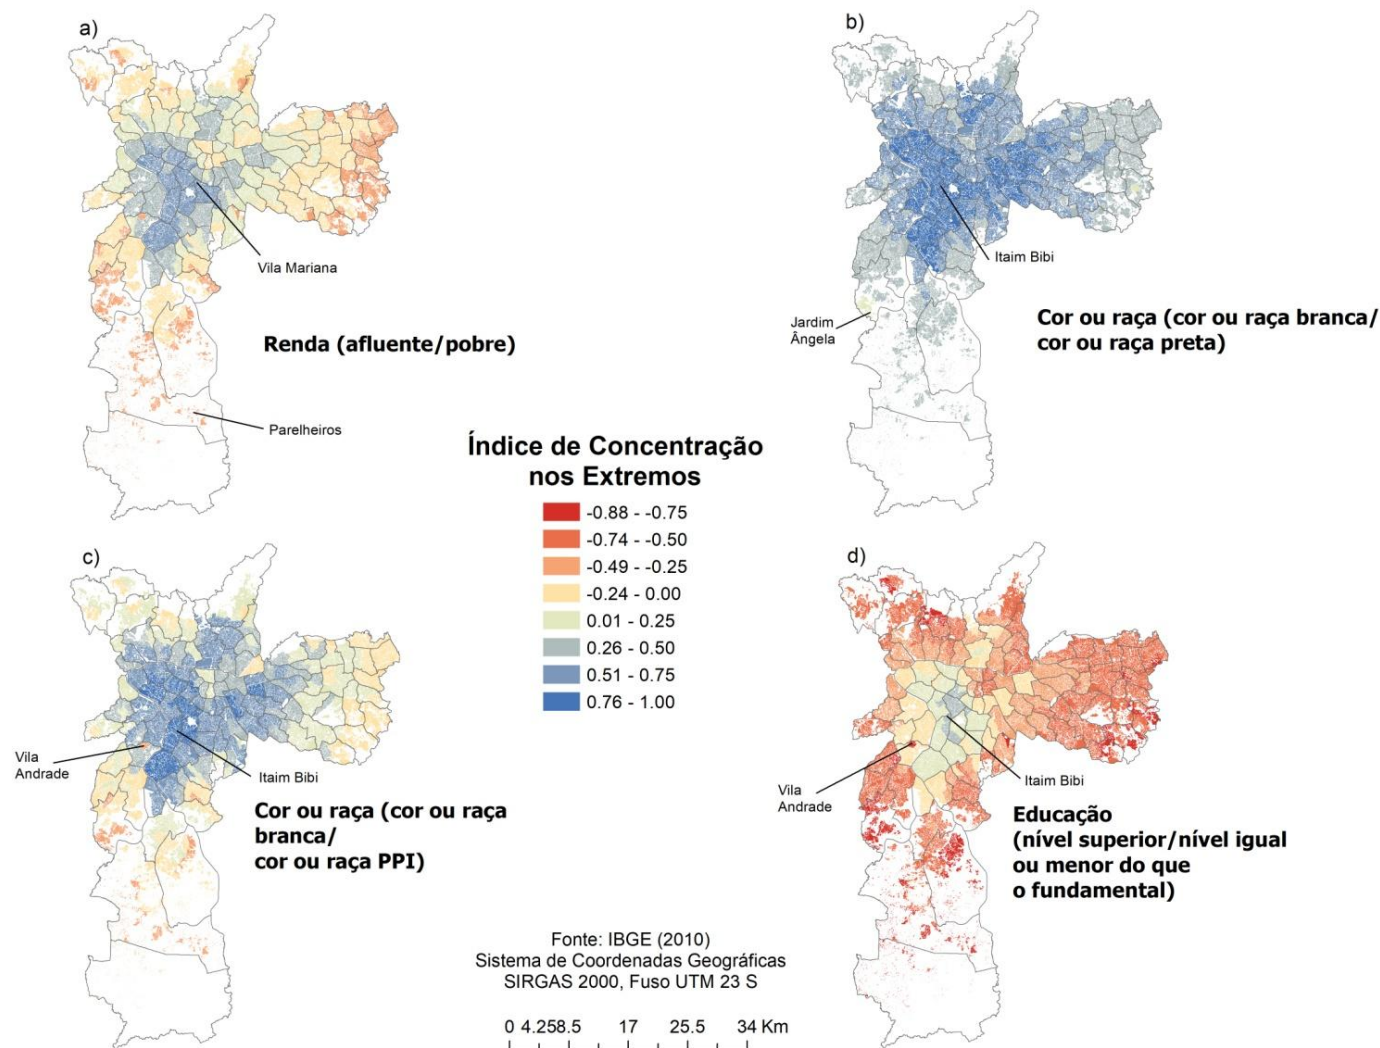 a)
Vila Mariana
Renda (afluente/pobre)
Parelheiros
b)
Itaim Bibi
Jardim
Ângela
Cor ou raça (cor ou raça branca/
cor ou raça preta)
Índice de Concentração
nos Extremos
-0.88 - -0.75
-0.74 - -0.50
-0.49 - -0.25
-0.24 - 0.00
0.01 - 0.25
0.26 - 0.50
0.51 - 0.75
0.76 - 1.00
c)
Vila
Andrade
Itaim Bibi
Cor ou raça (cor ou raça
branca/
cor ou raça PPI)
d)
Vila
Andrade
Itaim Bibi
Educação
(nível superior/nível igual
ou menor do que
o fundamental)
Fonte: IBGE (2010)
Sistema de Coordenadas Geográficas
SIRGAS 2000, Fuso UTM 23 S
0 4.258.5 17 25.5 34 Km